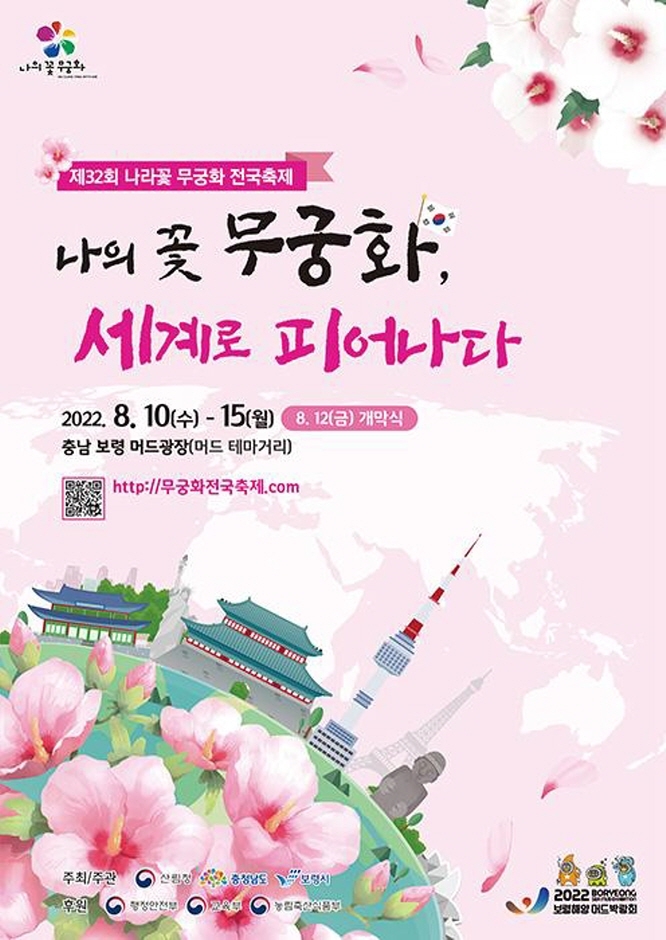 나의 꽃 무궁화
제32회 나라꽃 무궁화 전국축제
나의 꽃 무궁화,
세계로 피어나다
2022. 8. 10(수) - 15(월) 8. 12(금) 개막식
충남 보령 머드광장(머드 테마거리)
http://무궁화전국축제.com
주최/주관 산림청 충청남도 보령시
후원 행정안전부 교육부 농림축산식품부
2022 BORYEONG
보령해양머드박람회